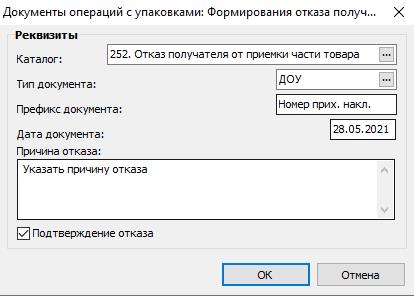 Документы операций с упаковками: Формирования отказа получ...
Реквизиты
Каталог: 252. Отказ получателя от приемки части товара ...
Тип документа: ДОУ ...
Префикс документа: Номер прих. накл.
Дата документа: 28.05.2021
Причина отказа:
Указать причину отказа
Подтверждение отказа
ОК Отмена